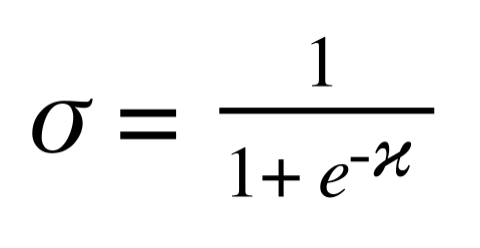 σ = 1 / (1 + e^-ϰ)